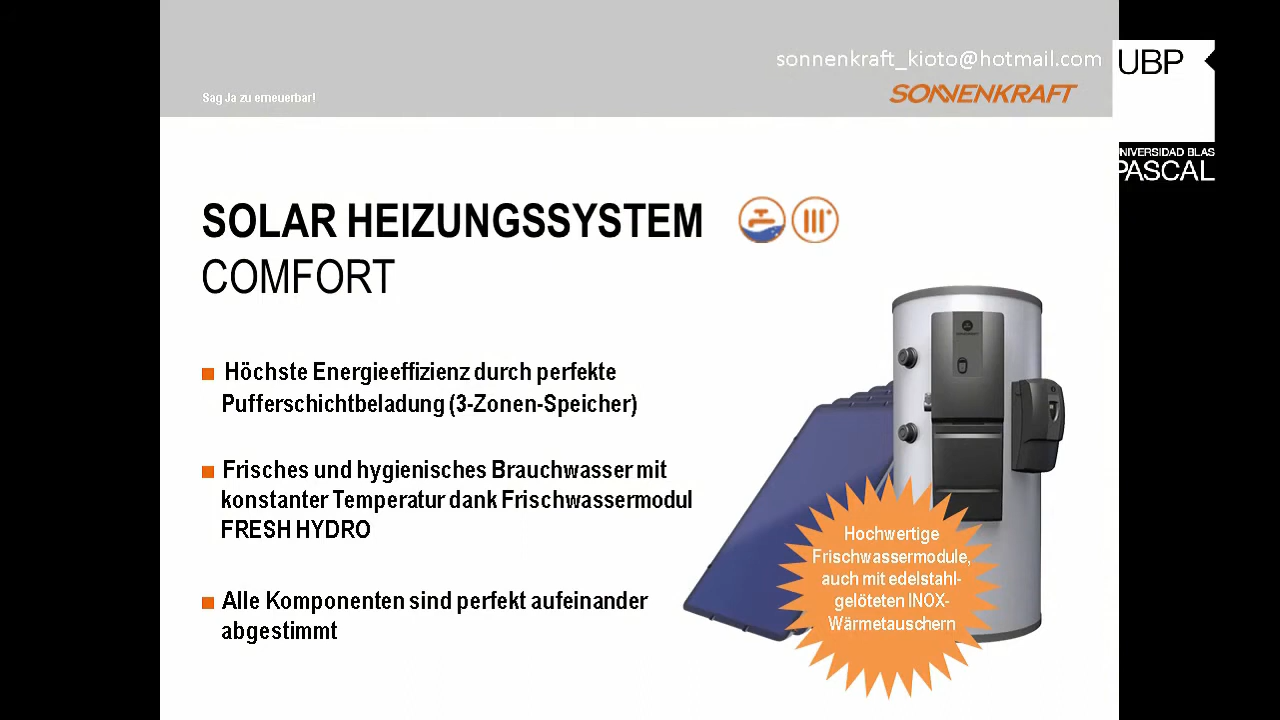 sonnenkraft_kioto@hotmail.com
UBP
Sag Ja zu erneuerbar!
SONNENKRAFT
NIVERSIDAD BLAS
PASCAL
SOLAR HEIZUNGSSYSTEM
COMFORT
Höchste Energieeffizienz durch perfekte
Pufferschichtbeladung (3-Zonen-Speicher)
Frisches und hygienisches Brauchwasser mit
konstanter Temperatur dank Frischwassermodul
FRESH HYDRO
Alle Komponenten sind perfekt aufeinander
abgestimmt
Hochwertige
Frischwassermodule,
auch mit edelstahl-
gelöteten INOX-
Wärmetauschern